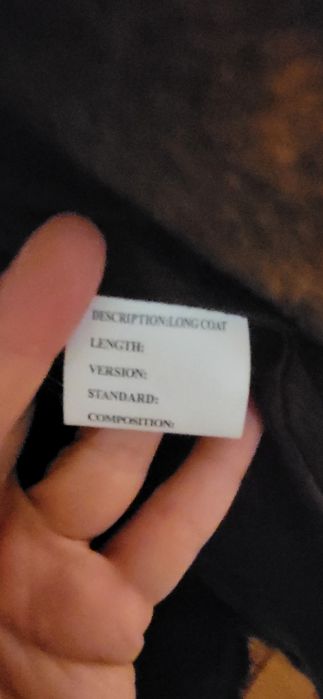 DESCRIPTION:LONG COAT
LENGTH:
VERSION:
STANDARD:
COMPOSITION: